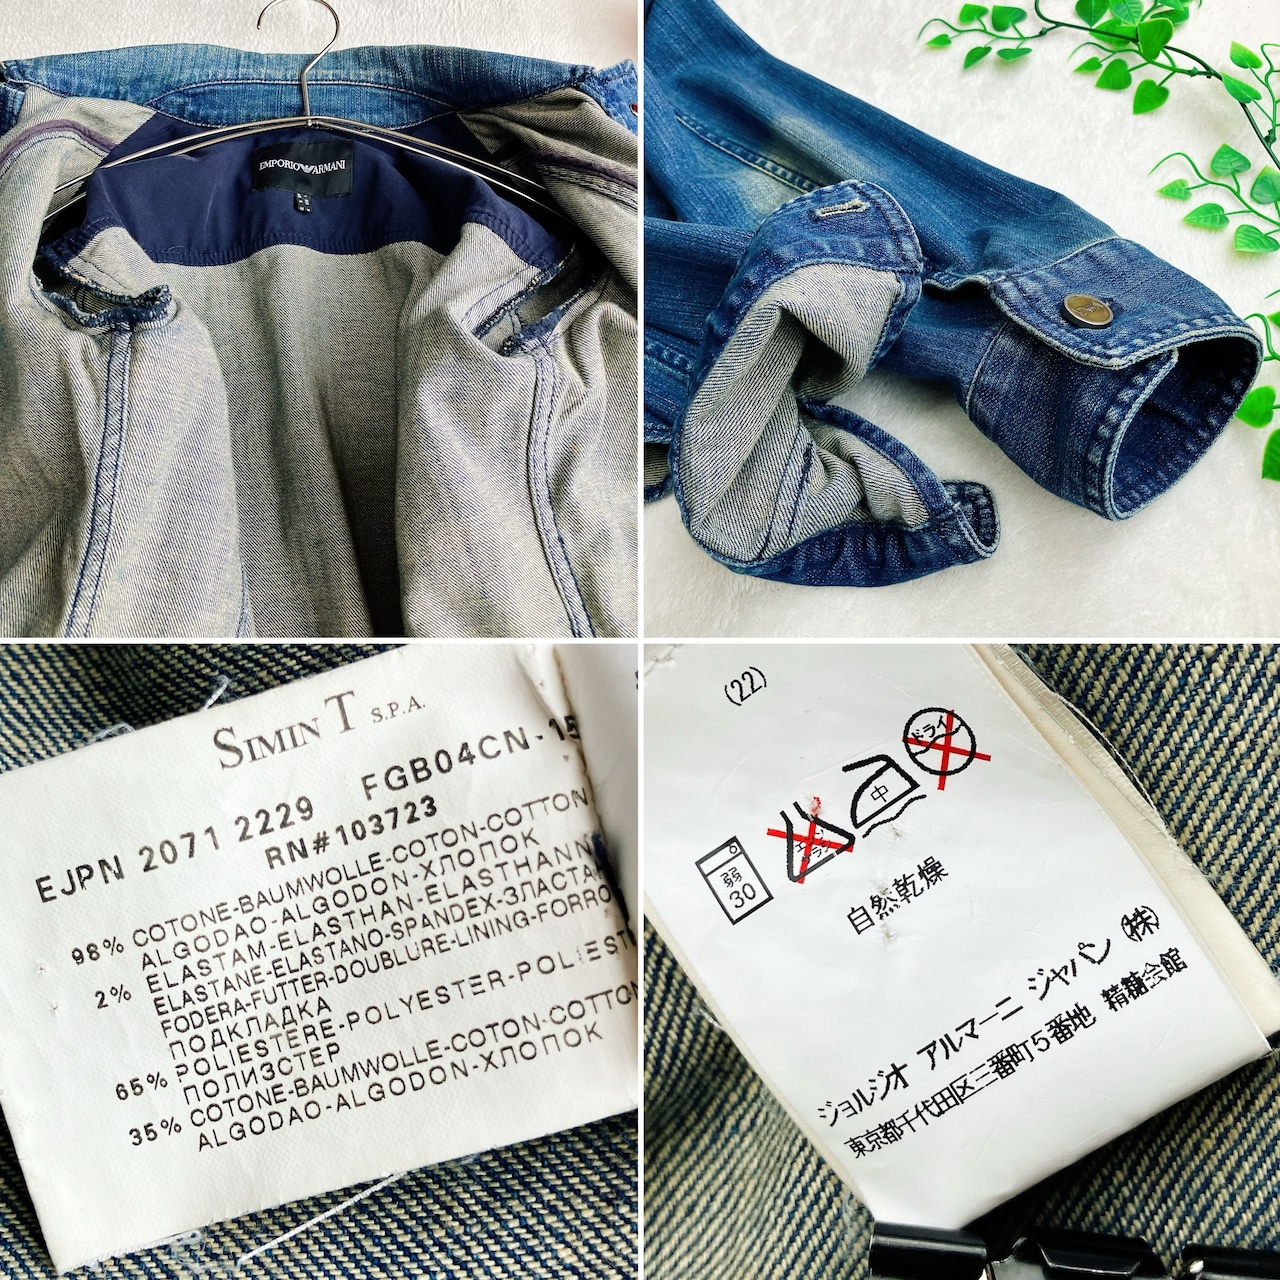 EMPORIO ARMANI
SIMINT S.P.A.
EJPN 2071 2229 FGB04CN-15
RN#103723
98% COTONE-BAUMWOLLE-COTON-COTTON
ALGODAO-ALGODON-ХЛОПОК
2% ELASTAM-ELASTHAN-ELASTHANN
ELASTANE-ELASTANO-SPANDEX-ЭЛАСТА
FODERA-FUTTER-DOUBLURE-LINING-FORRO
ПОДКЛАДКА
65% POLIESTERE-POLYESTER-POLIEST
ПОЛИЭСТЕР
35% COTONE-BAUMWOLLE-COTON-COTTON
ALGODAO-ALGODON-ХЛОПОК
(22)
ドライ
中
弱
30
自然乾燥
ジョルジオ アルマーニ ジャパン (株)
東京都千代田区三番町5番地 精糖会館